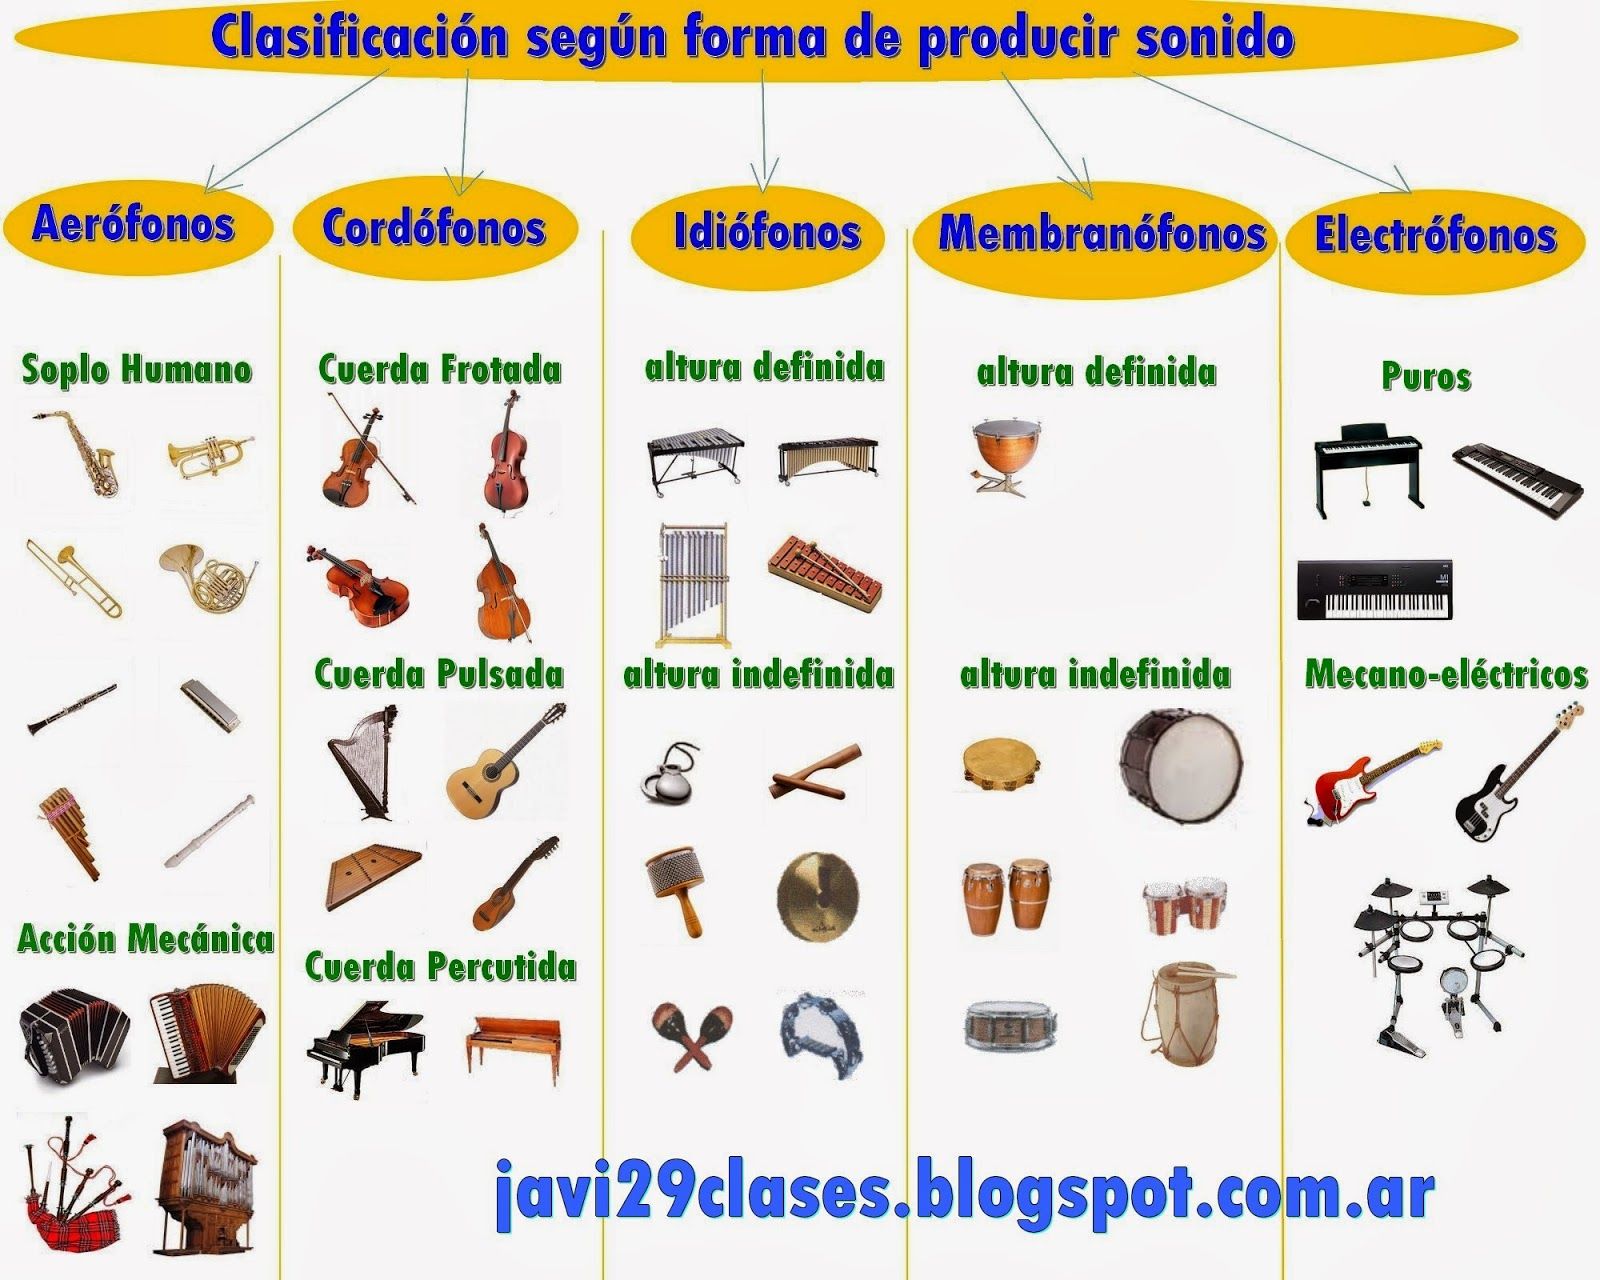 Clasificación según forma de producir sonido
Aerófonos
Cordófonos
Idiófonos
Membranófonos
Electrófonos
Soplo Humano
Cuerda Frotada
altura definida
altura definida
Puros
Cuerda Pulsada
altura indefinida
altura indefinida
Mecano-eléctricos
Acción Mecánica
Cuerda Percutida
javi29clases.blogspot.com.ar
M1